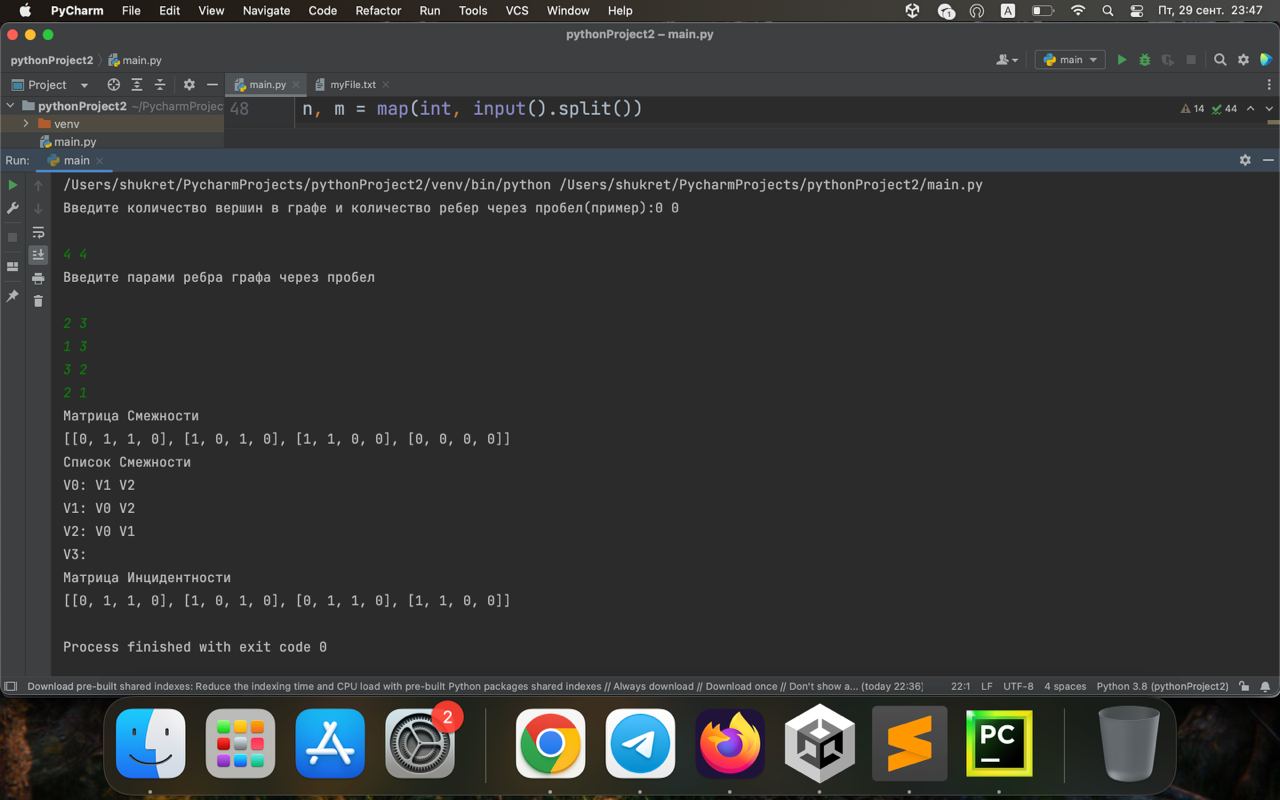 PyCharm File Edit View Navigate Code Refactor Run Tools VCS Window Help 1 A Пт, 29 сент. 23:47
pythonProject2 – main.py
pythonProject2 main.py main
Project main.py myFile.txt
pythonProject2 ~/PycharmProjec 48 n, m = map(int, input().split()) 14 44
venv
main.py
Run: main
/Users/shukret/PycharmProjects/pythonProject2/venv/bin/python /Users/shukret/PycharmProjects/pythonProject2/main.py
Введите количество вершин в графе и количество ребер через пробел(пример):0 0
4 4
Введите парами ребра графа через пробел
2 3
1 3
3 2
2 1
Матрица Смежности
[[0, 1, 1, 0], [1, 0, 1, 0], [1, 1, 0, 0], [0, 0, 0, 0]]
Список Смежности
V0: V1 V2
V1: V0 V2
V2: V0 V1
V3:
Матрица Инцидентности
[[0, 1, 1, 0], [1, 0, 1, 0], [0, 1, 1, 0], [1, 1, 0, 0]]
Process finished with exit code 0
Download pre-built shared indexes: Reduce the indexing time and CPU load with pre-built Python packages shared indexes // Always download // Download once // Don't show a... (today 22:36) 22:1 LF UTF-8 4 spaces Python 3.8 (pythonProject2)
2
PC